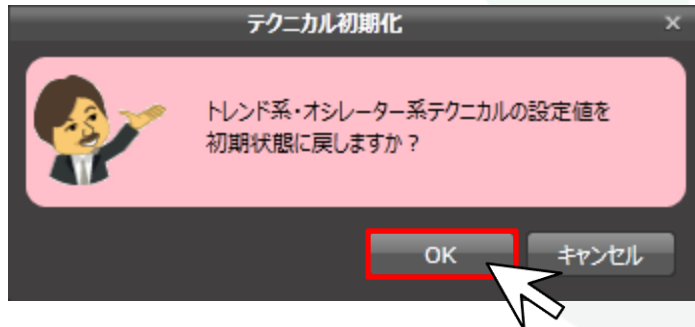 テクニカル初期化
×
トレンド系・オシレーター系テクニカルの設定値を
初期状態に戻しますか？
OK
キャンセル